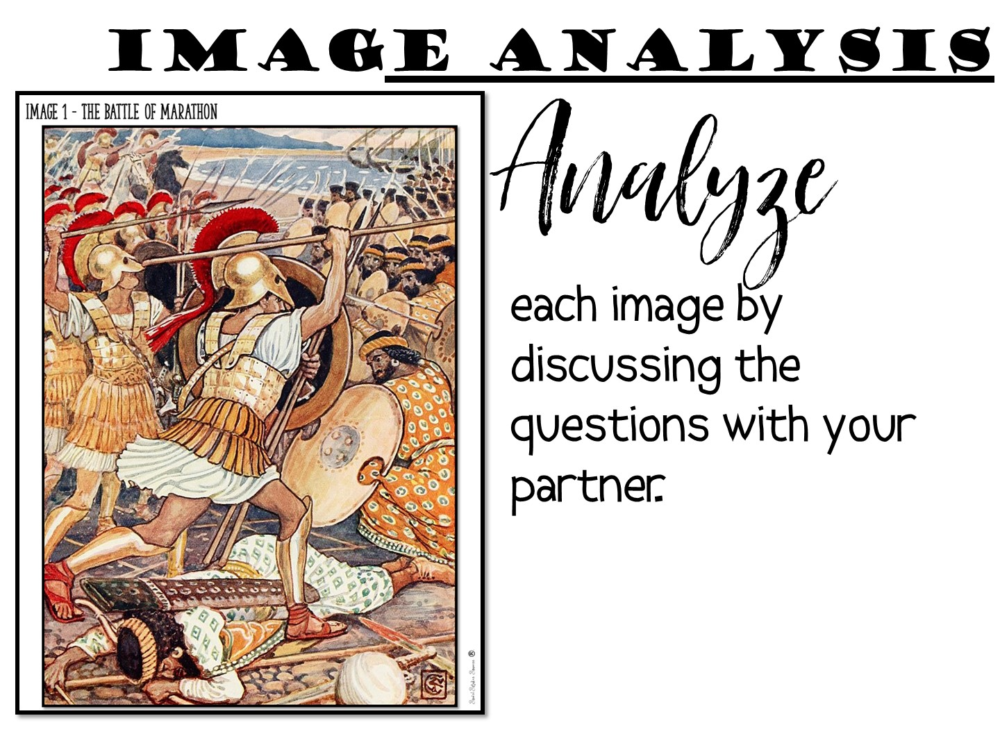 IMAGE ANALYSIS
IMAGE 1 - THE BATTLE OF MARATHON
Analyze
each image by
discussing the
questions with your
partner.